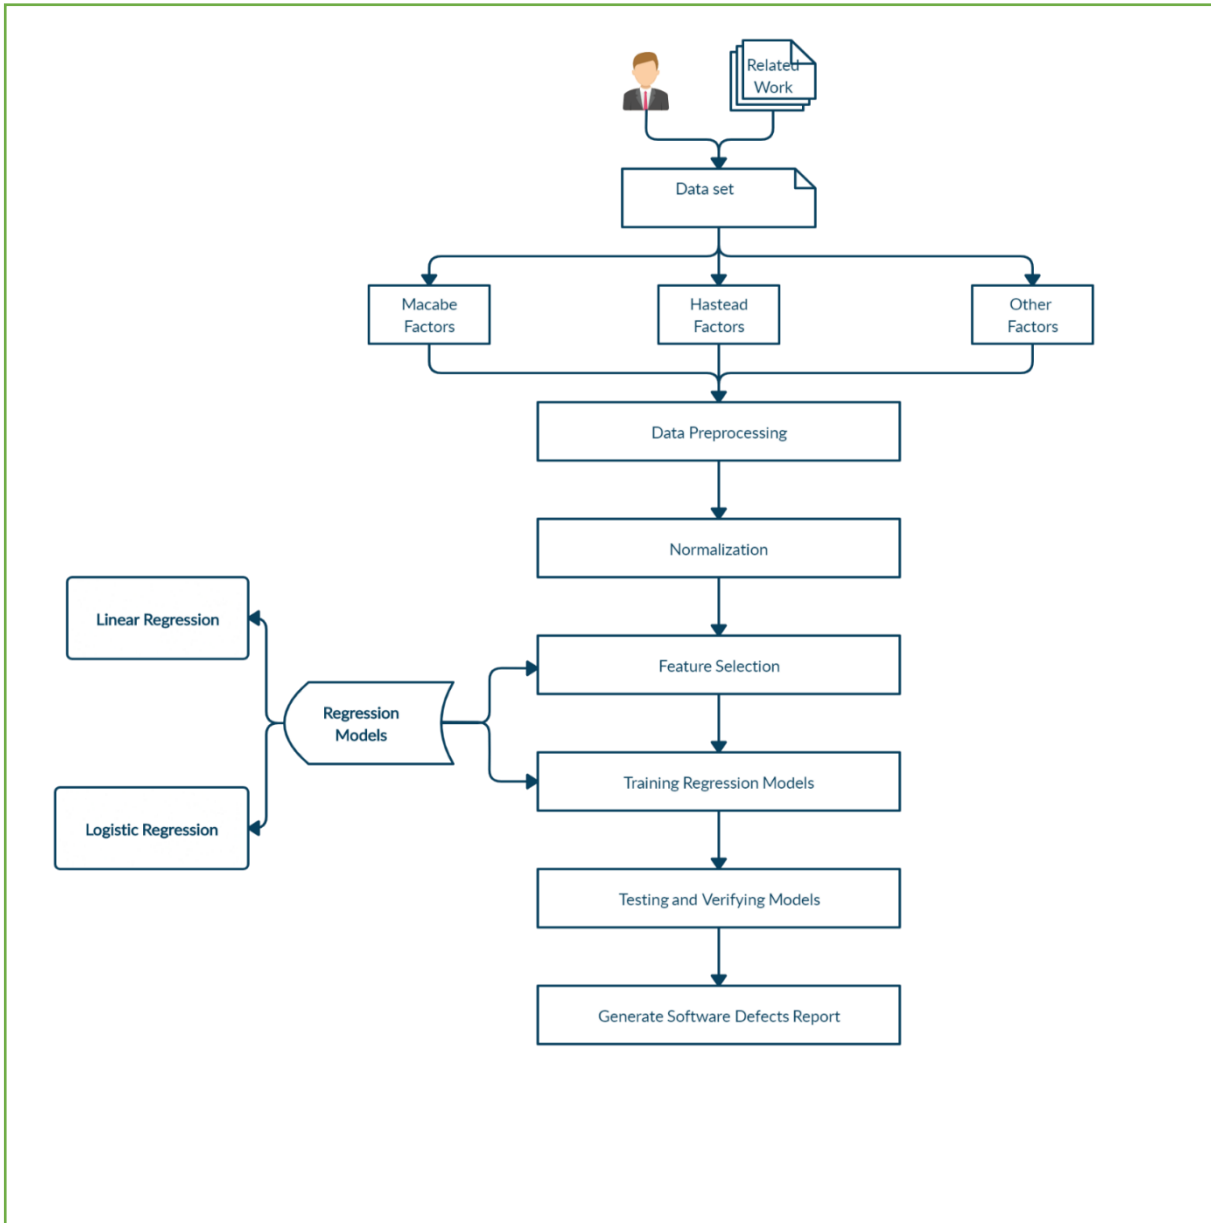 Related
Work
Data set
Macabe
Factors
Hastead
Factors
Other
Factors
Data Preprocessing
Normalization
Linear Regression
Feature Selection
Regression
Models
Training Regression Models
Logistic Regression
Testing and Verifying Models
Generate Software Defects Report